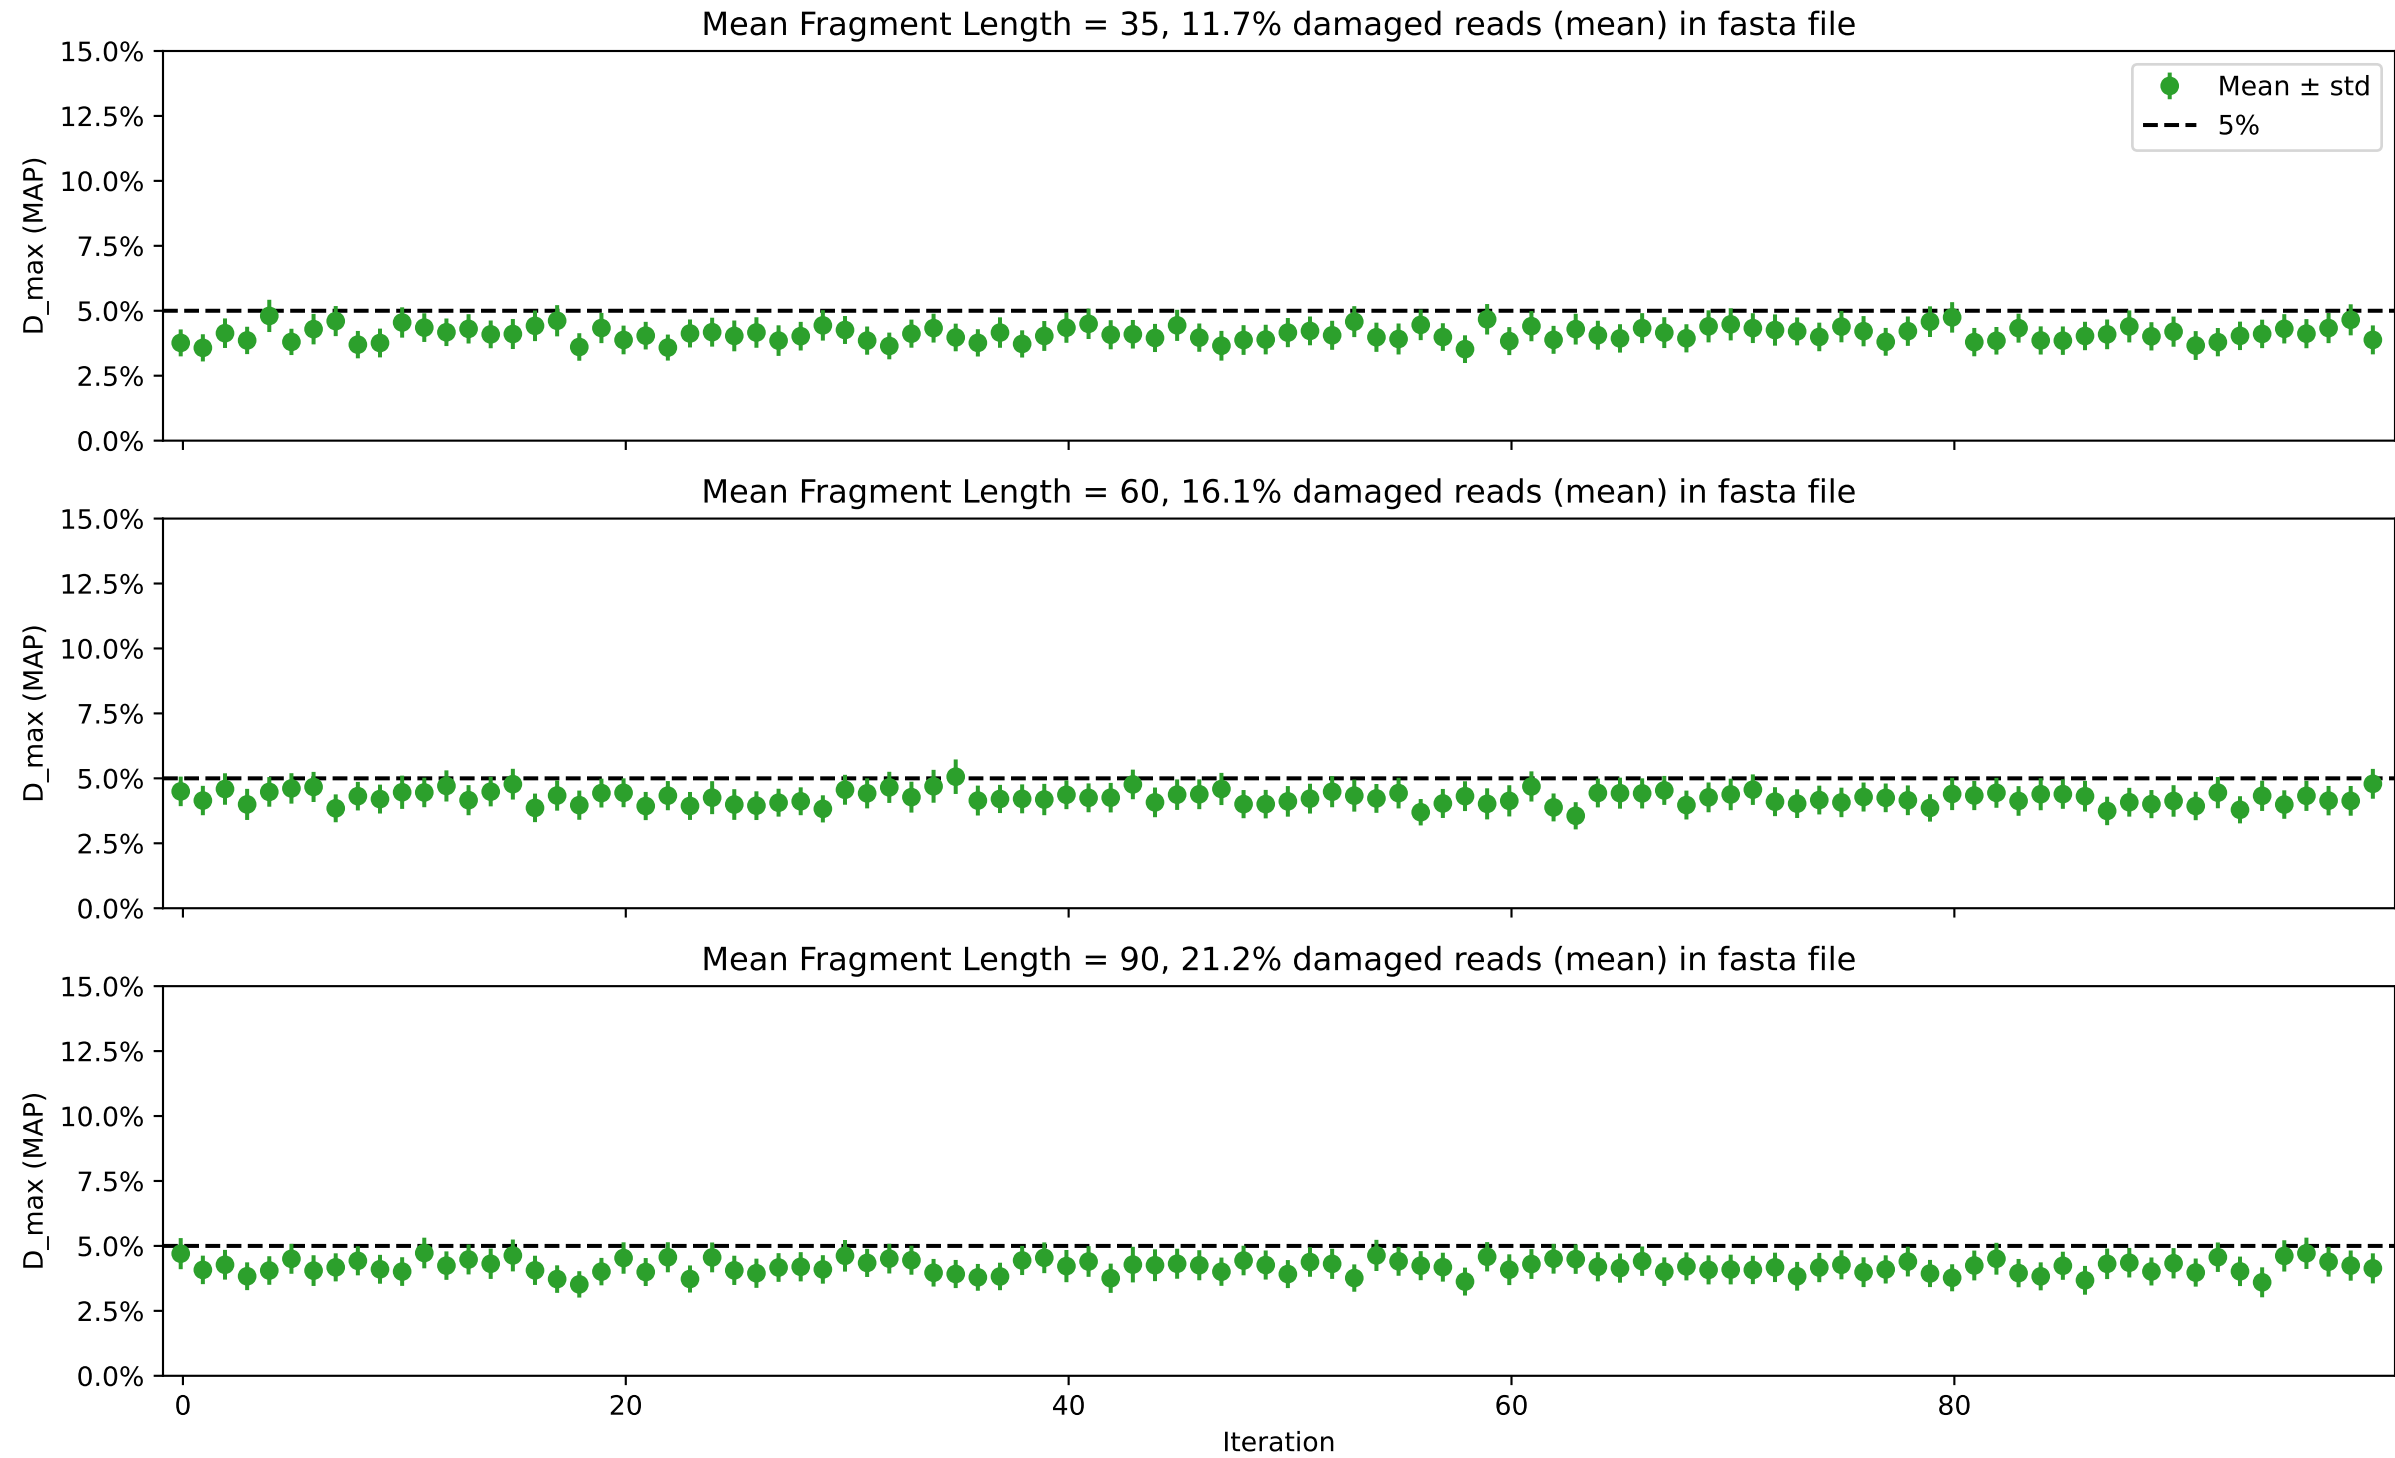 Mean Fragment Length = 35, 11.7% damaged reads (mean) in fasta file
15.0%
12.5%
10.0%
7.5%
5.0%
2.5%
0.0%
D_max (MAP)
Mean ± std
5%
Mean Fragment Length = 60, 16.1% damaged reads (mean) in fasta file
15.0%
12.5%
10.0%
7.5%
5.0%
2.5%
0.0%
D_max (MAP)
Mean Fragment Length = 90, 21.2% damaged reads (mean) in fasta file
15.0%
12.5%
10.0%
7.5%
5.0%
2.5%
0.0%
D_max (MAP)
0 20 40 60 80
Iteration